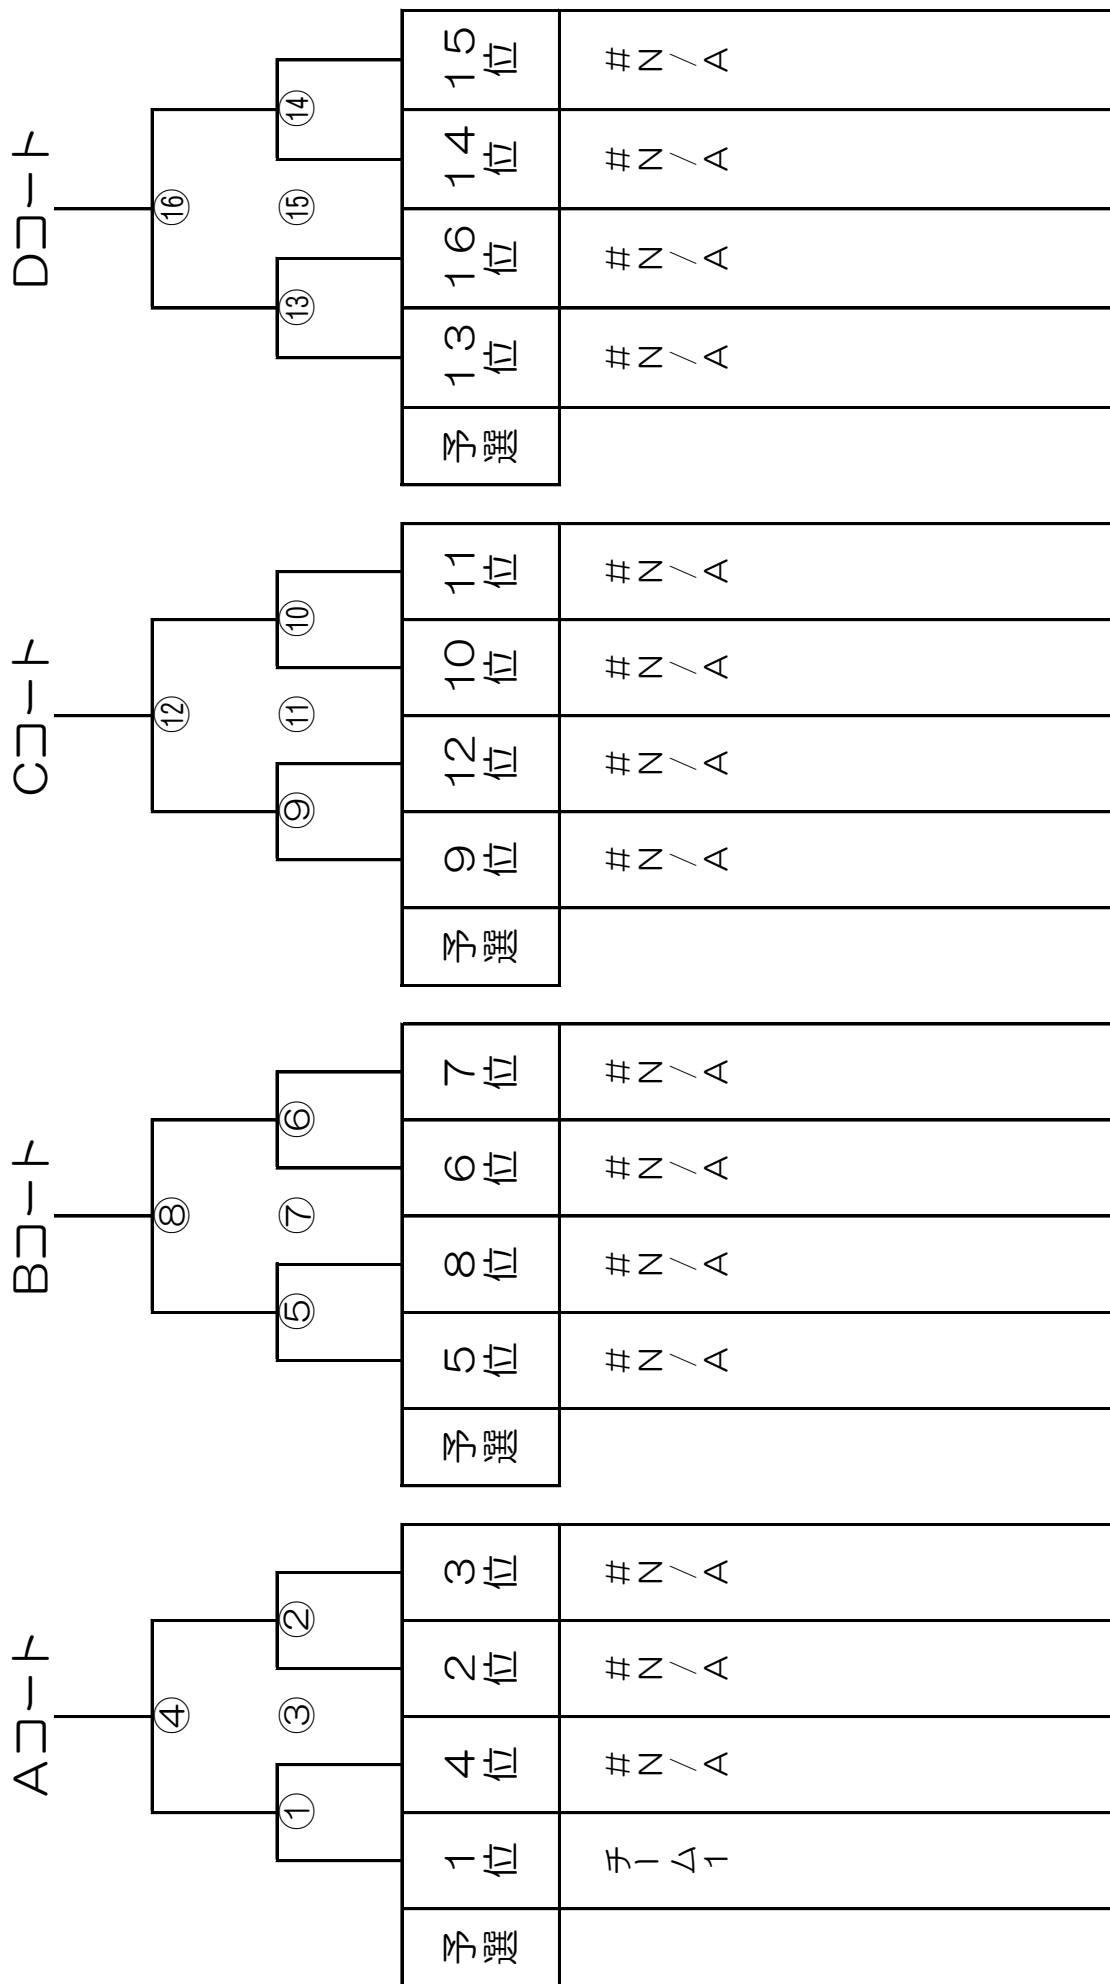 Aコート
④
① ③ ②
予選 1位 4位 2位 3位
チーム1 #N/A #N/A #N/A
Bコート
⑧
⑤ ⑦ ⑥
予選 5位 8位 6位 7位
#N/A #N/A #N/A #N/A
Cコート
⑫
⑨ ⑪ ⑩
予選 9位 12位 10位 11位
#N/A #N/A #N/A #N/A
Dコート
⑯
⑬ ⑮ ⑭
予選 13位 16位 14位 15位
#N/A #N/A #N/A #N/A